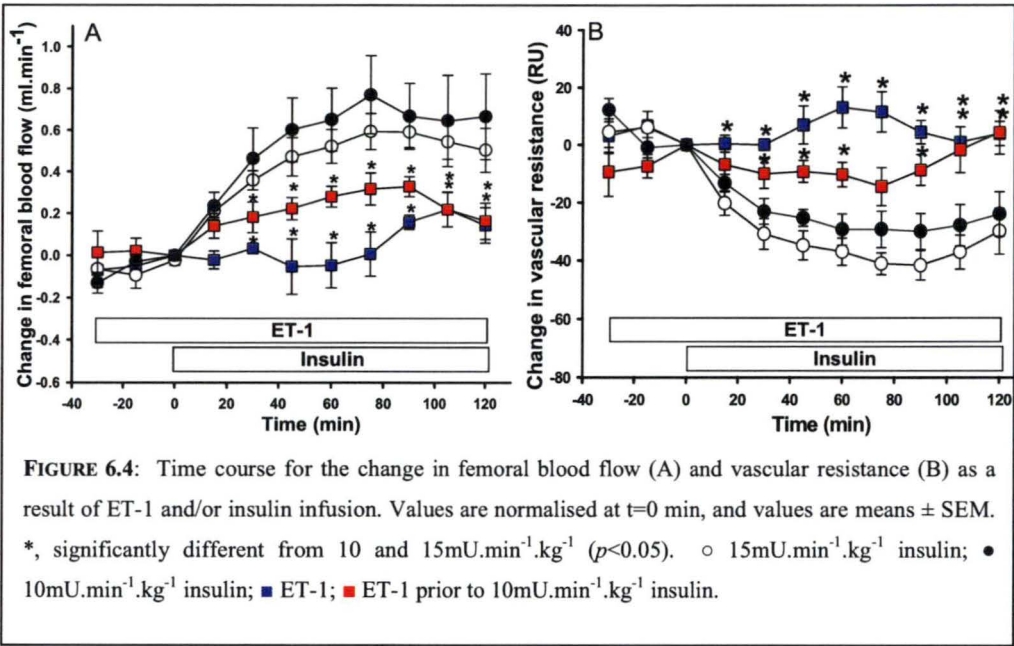 A
Change in femoral blood flow (ml.min⁻¹)
1.0
0.8
0.6
0.4
0.2
0.0
-0.2
-0.4
-0.6
ET-1
Insulin
-40 -20 0 20 40 60 80 100 120
Time (min)
B
Change in vascular resistance (RU)
40
20
0
-20
-40
-60
-80
ET-1
Insulin
-40 -20 0 20 40 60 80 100 120
Time (min)
FIGURE 6.4: Time course for the change in femoral blood flow (A) and vascular resistance (B) as a
result of ET-1 and/or insulin infusion. Values are normalised at t=0 min, and values are means ± SEM.
*, significantly different from 10 and 15mU.min⁻¹.kg⁻¹ (p<0.05). ○ 15mU.min⁻¹.kg⁻¹ insulin; ●
10mU.min⁻¹.kg⁻¹ insulin; ■ ET-1; ■ ET-1 prior to 10mU.min⁻¹.kg⁻¹ insulin.